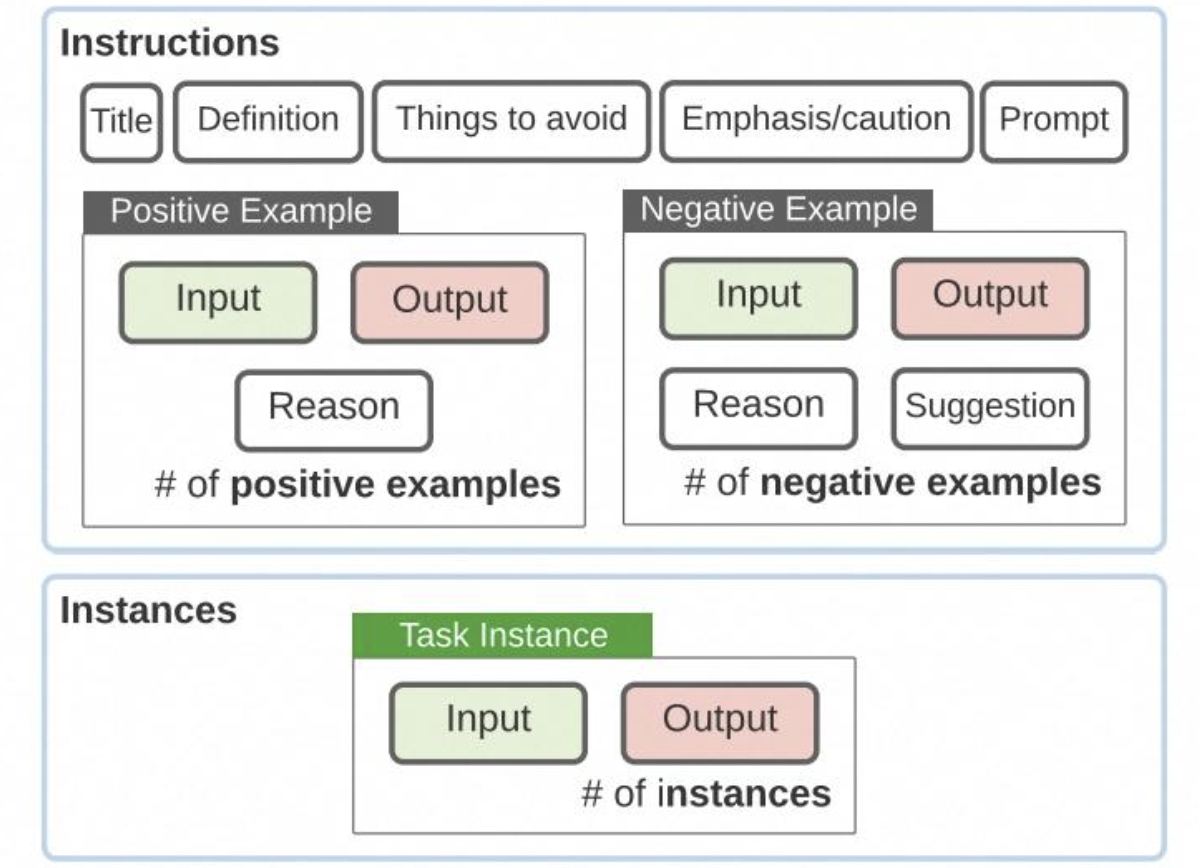 Instructions
Title Definition Things to avoid Emphasis/caution Prompt
Positive Example
Input Output
Reason
# of positive examples
Negative Example
Input Output
Reason Suggestion
# of negative examples
Instances
Task Instance
Input Output
# of instances